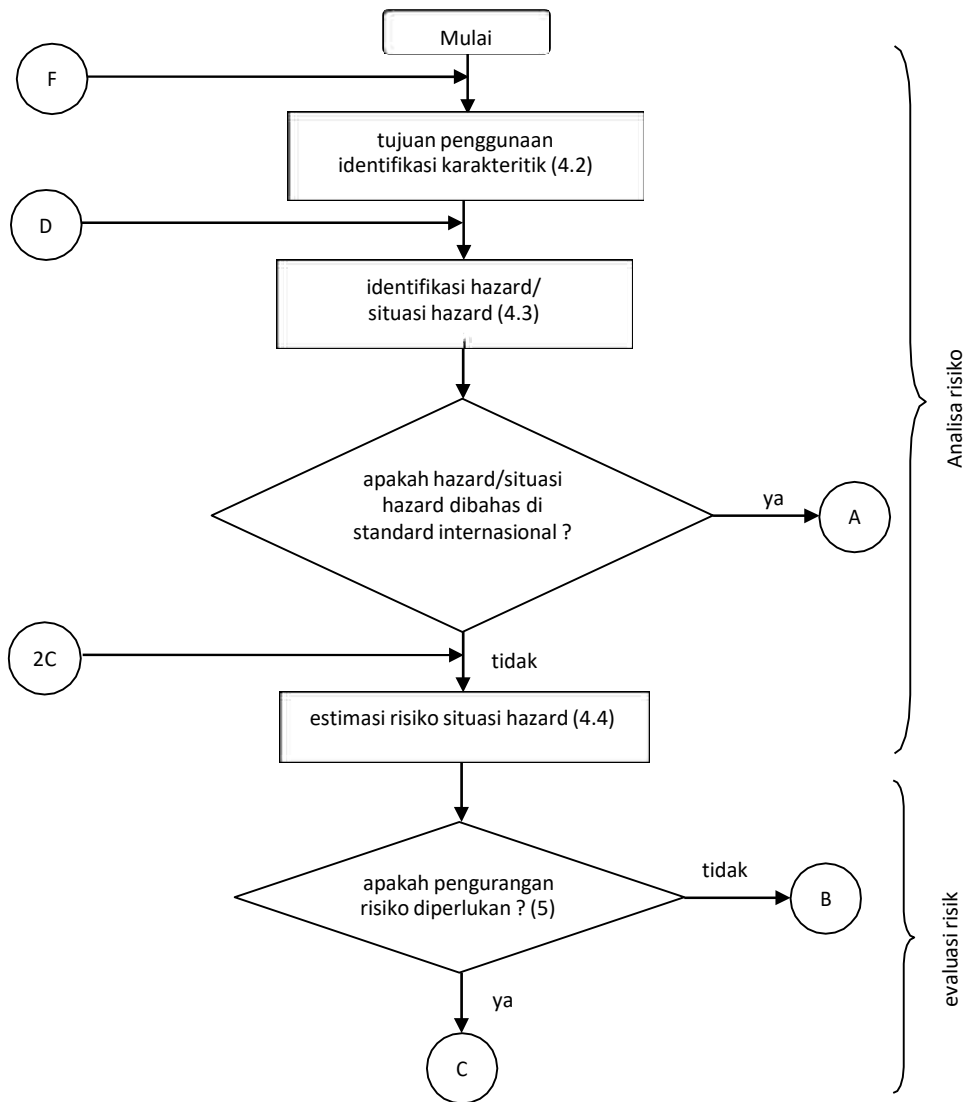 Mulai
F
tujuan penggunaan
identifikasi karakteritik (4.2)
D
identifikasi hazard/
situasi hazard (4.3)
apakah hazard/situasi
hazard dibahas di
standard internasional ?
ya
A
Analisa risiko
2C
tidak
estimasi risiko situasi hazard (4.4)
apakah pengurangan
risiko diperlukan ? (5)
tidak
B
evaluasi risik
ya
C